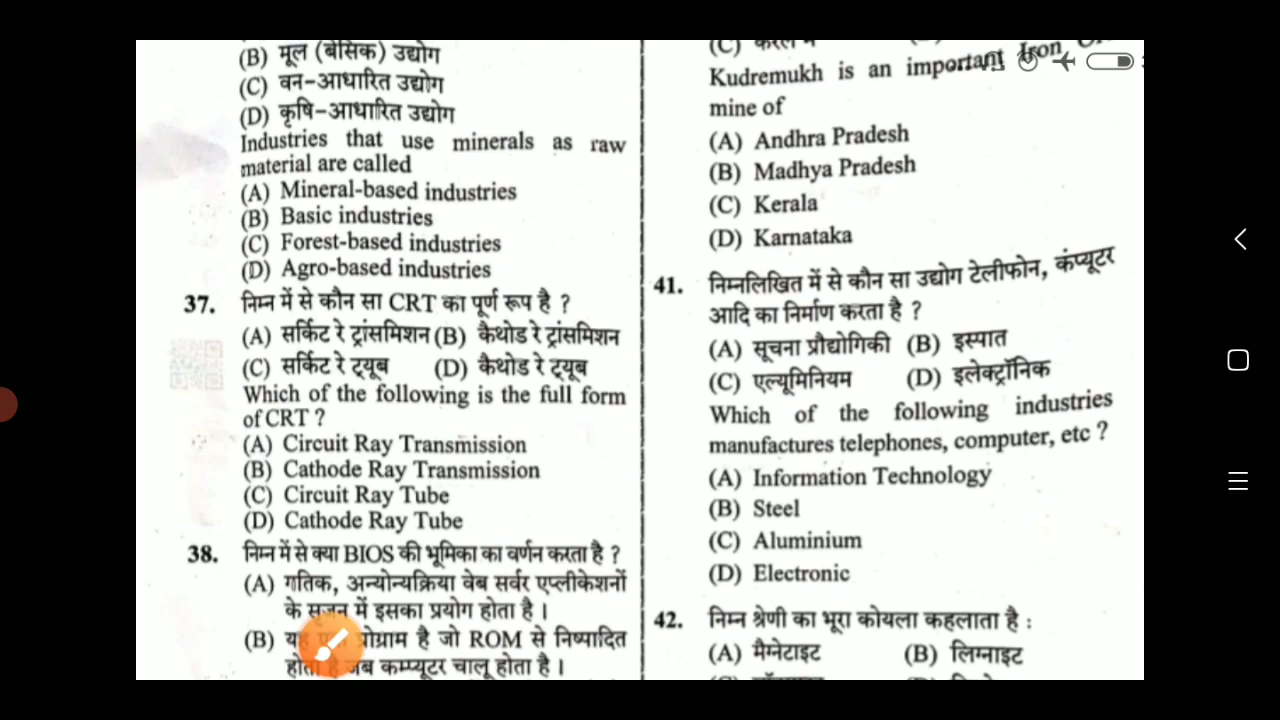 (B) मूल (बेसिक) उद्योग
(C) वन-आधारित उद्योग
(D) कृषि-आधारित उद्योग
Industries that use minerals as raw
material are called
(A) Mineral-based industries
(B) Basic industries
(C) Forest-based industries
(D) Agro-based industries
37. निम्न में से कौन सा CRT का पूर्ण रूप है ?
(A) सर्किट रे ट्रांसमिशन (B) कैथोड रे ट्रांसमिशन
(C) सर्किट रे ट्यूब (D) कैथोड रे ट्यूब
Which of the following is the full form
of CRT ?
(A) Circuit Ray Transmission
(B) Cathode Ray Transmission
(C) Circuit Ray Tube
(D) Cathode Ray Tube
38. निम्न में से क्या BIOS की भूमिका का वर्णन करता है ?
(A) गतिक, अन्योन्यक्रिया वेब सर्वर एप्लीकेशनों
के सृजन में इसका प्रयोग होता है ।
(B) प्रोग्राम है जो ROM से निष्पादित
होता है जब कम्प्यूटर चालू होता है ।
(C)
Kudremukh is an important Iron
mine of
(A) Andhra Pradesh
(B) Madhya Pradesh
(C) Kerala
(D) Karnataka
41. निम्नलिखित में से कौन सा उद्योग टेलीफोन, कंप्यूटर
आदि का निर्माण करता है ?
(A) सूचना प्रौद्योगिकी (B) इस्पात
(C) एल्यूमिनियम (D) इलेक्ट्रॉनिक
Which of the following industries
manufactures telephones, computer, etc ?
(A) Information Technology
(B) Steel
(C) Aluminium
(D) Electronic
42. निम्न श्रेणी का भूरा कोयला कहलाता है :
(A) मैग्नेटाइट (B) लिग्नाइट